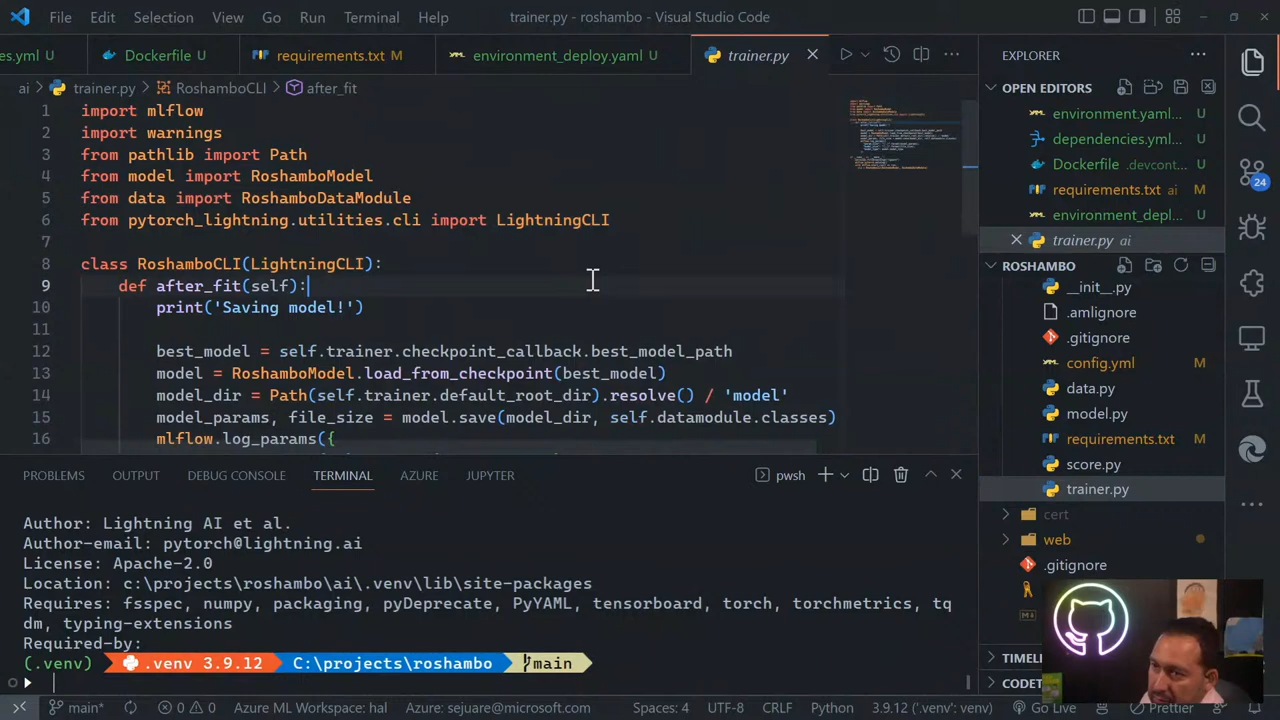 File Edit Selection View Go Run Terminal Help trainer.py - roshambo - Visual Studio Code
es.yml Dockerfile U requirements.txt M environment_deploy.yaml U trainer.py
ai > trainer.py > RoshamboCLI > after_fit
1 import mlflow
2 import warnings
3 from pathlib import Path
4 from model import RoshamboModel
5 from data import RoshamboDataModule
6 from pytorch_lightning.utilities.cli import LightningCLI
7
8 class RoshamboCLI(LightningCLI):
9 def after_fit(self):
10 print('Saving model!')
11
12 best_model = self.trainer.checkpoint_callback.best_model_path
13 model = RoshamboModel.load_from_checkpoint(best_model)
14 model_dir = Path(self.trainer.default_root_dir).resolve() / 'model'
15 model_params, file_size = model.save(model_dir, self.datamodule.classes)
16 mlflow.log_params({
PROBLEMS OUTPUT DEBUG CONSOLE TERMINAL AZURE JUPYTER pwsh
Author: Lightning AI et al.
Author-email: pytorch@lightning.ai
License: Apache-2.0
Location: c:\projects\roshambo\ai\.venv\lib\site-packages
Requires: fsspec, numpy, packaging, pyDeprecate, PyYAML, tensorboard, torch, torchmetrics, tq
dm, typing-extensions
Required-by:
(.venv) .venv 3.9.12 C:\projects\roshambo main
EXPLORER
OPEN EDITORS
environment.yaml...
dependencies.yml
Dockerfile .devcont...
requirements.txt ai
environment_depl...
trainer.py ai
ROSHAMBO
__init__.py
.amlignore
.gitignore
config.yml
data.py
model.py
requirements.txt M
score.py
trainer.py
cert
web
.gitignore
TIMELI
CODET
24
main* 0 0 Azure ML Workspace: hal Azure: sejuare@microsoft.com Spaces: 4 UTF-8 CRLF Python 3.9.12 ('.venv': venv) Go Live Prettier